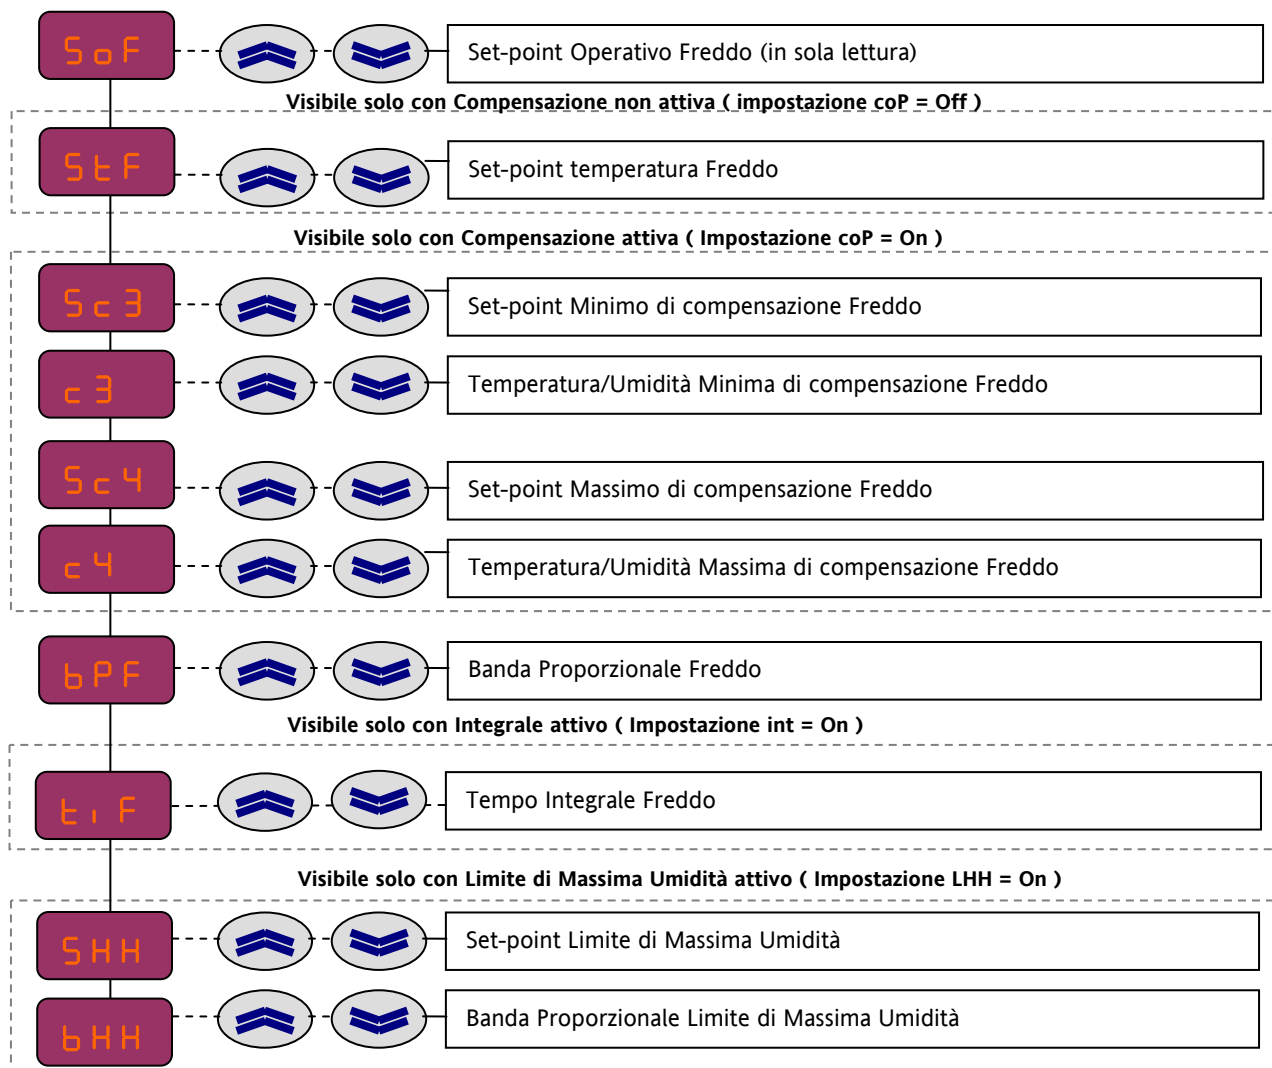 SoF
Set-point Operativo Freddo (in sola lettura)
Visibile solo con Compensazione non attiva ( impostazione coP = Off )
StF
Set-point temperatura Freddo
Visibile solo con Compensazione attiva ( Impostazione coP = On )
Sc3
Set-point Minimo di compensazione Freddo
c3
Temperatura/Umidità Minima di compensazione Freddo
Sc4
Set-point Massimo di compensazione Freddo
c4
Temperatura/Umidità Massima di compensazione Freddo
bPF
Banda Proporzionale Freddo
Visibile solo con Integrale attivo ( Impostazione int = On )
tiF
Tempo Integrale Freddo
Visibile solo con Limite di Massima Umidità attivo ( Impostazione LHH = On )
SHH
Set-point Limite di Massima Umidità
bHH
Banda Proporzionale Limite di Massima Umidità